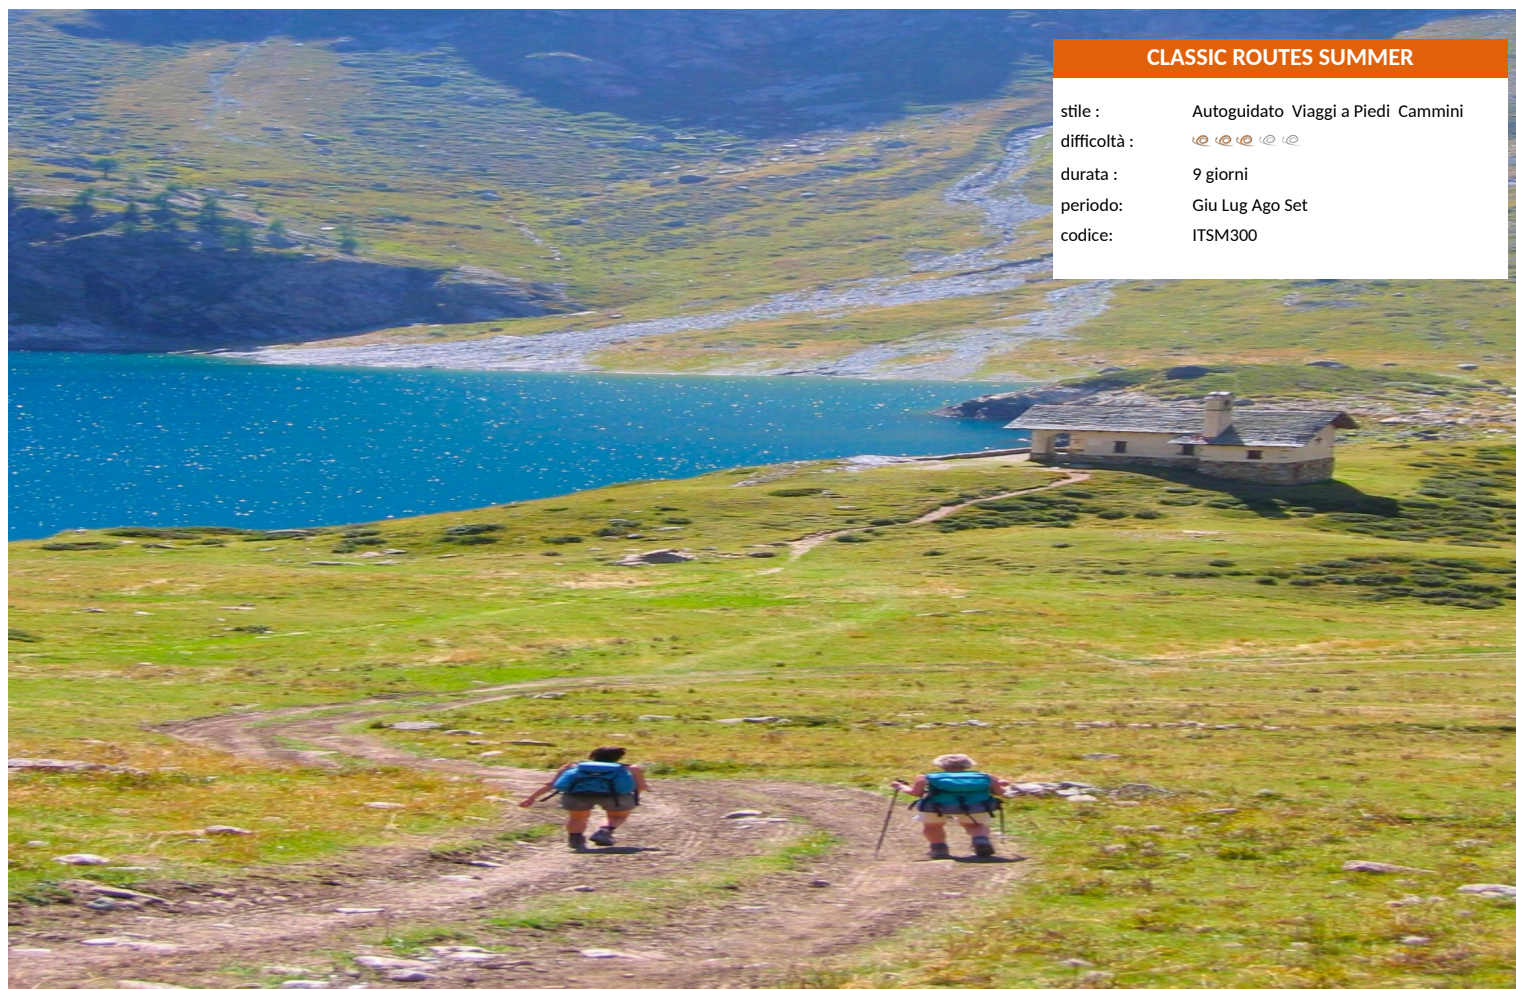 CLASSIC ROUTES SUMMER
stile : Autoguidato Viaggi a Piedi Cammini
difficoltà :
durata : 9 giorni
periodo: Giu Lug Ago Set
codice: ITSM300